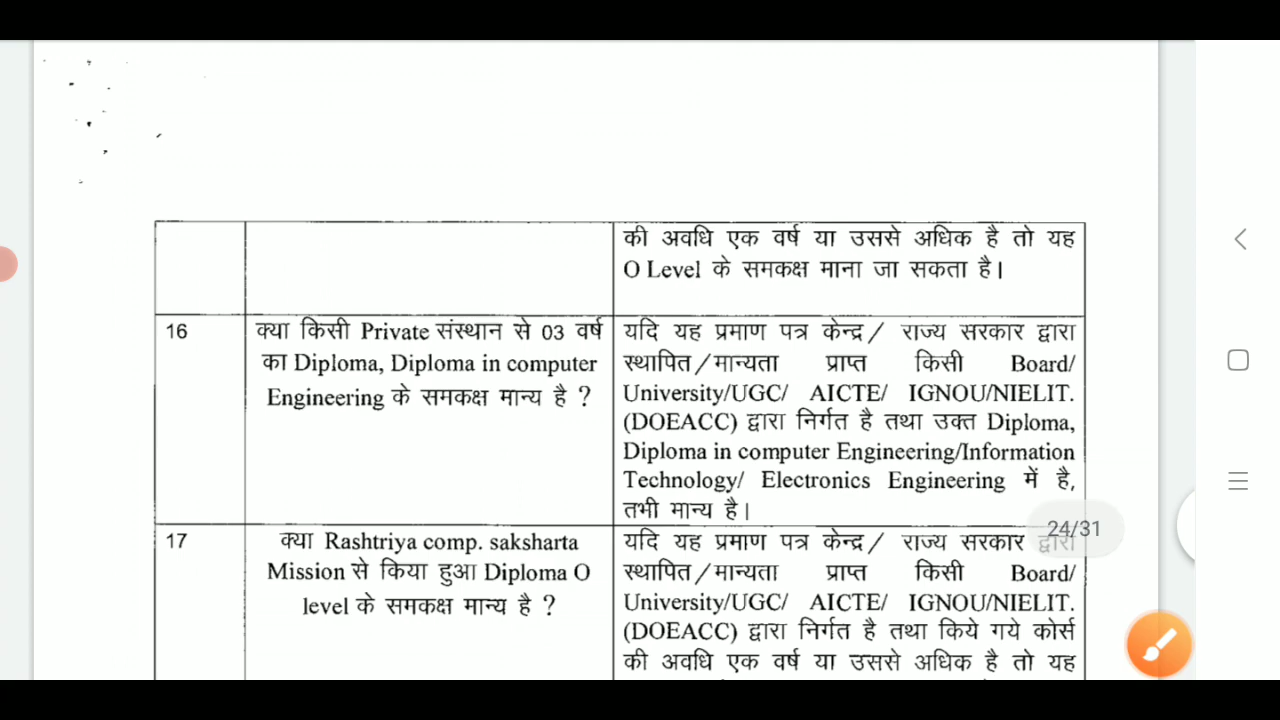 की अवधि एक वर्ष या उससे अधिक है तो यह
O Level के समकक्ष माना जा सकता है।
16
क्या किसी Private संस्थान से 03 वर्ष
का Diploma, Diploma in computer
Engineering के समकक्ष मान्य है ?
यदि यह प्रमाण पत्र केन्द्र/ राज्य सरकार द्वारा
स्थापित/मान्यता प्राप्त किसी Board/
University/UGC/ AICTE/ IGNOU/NIELIT.
(DOEACC) द्वारा निर्गत है तथा उक्त Diploma,
Diploma in computer Engineering/Information
Technology/ Electronics Engineering में है,
तभी मान्य है।
17
क्या Rashtriya comp. saksharta
Mission से किया हुआ Diploma O
level के समकक्ष मान्य है ?
यदि यह प्रमाण पत्र केन्द्र/ राज्य सरकार द्वारा
स्थापित/मान्यता प्राप्त किसी Board/
University/UGC/ AICTE/ IGNOU/NIELIT.
(DOEACC) द्वारा निर्गत है तथा किये गये कोर्स
की अवधि एक वर्ष या उससे अधिक है तो यह
24/31